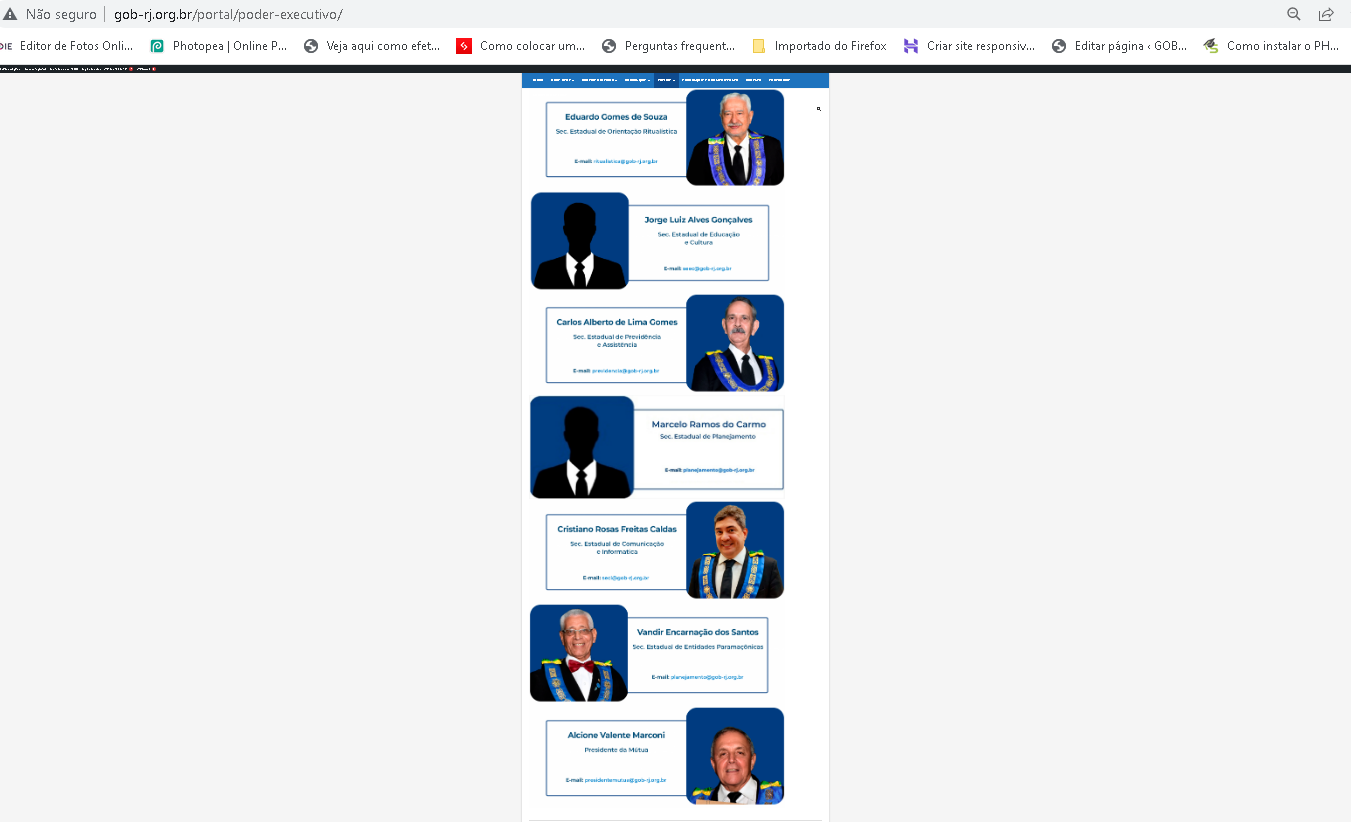 Não seguro
gob-rj.org.br/portal/poder-executivo/
Editor de Fotos Onli...
Photopea | Online P...
Veja aqui como efet...
Como colocar um...
Perguntas frequent...
Importado do Firefox
Criar site responsiv...
Editar página ‹ GOB...
Como instalar o PH...
Eduardo Gomes de Souza
Sec. Estadual de Orientação Ritualística
E-mail: ritualistica@gob-rj.org.br
Jorge Luiz Alves Gonçalves
Sec. Estadual de Educação
e Cultura
E-mail: seec@gob-rj.org.br
Carlos Alberto de Lima Gomes
Sec. Estadual de Previdência
e Assistência
E-mail: previdencia@gob-rj.org.br
Marcelo Ramos do Carmo
Sec. Estadual de Planejamento
E-mail: planejamento@gob-rj.org.br
Cristiano Rosas Freitas Caldas
Sec. Estadual de Comunicação
e Informatica
E-mail: seci@gob-rj.org.br
Vandir Encarnação dos Santos
Sec. Estadual de Entidades Paramaçônicas
E-mail: planejamento@gob-rj.org.br
Alcione Valente Marconi
Presidente da Mútua
E-mail: presidentemutua@gob-rj.org.br